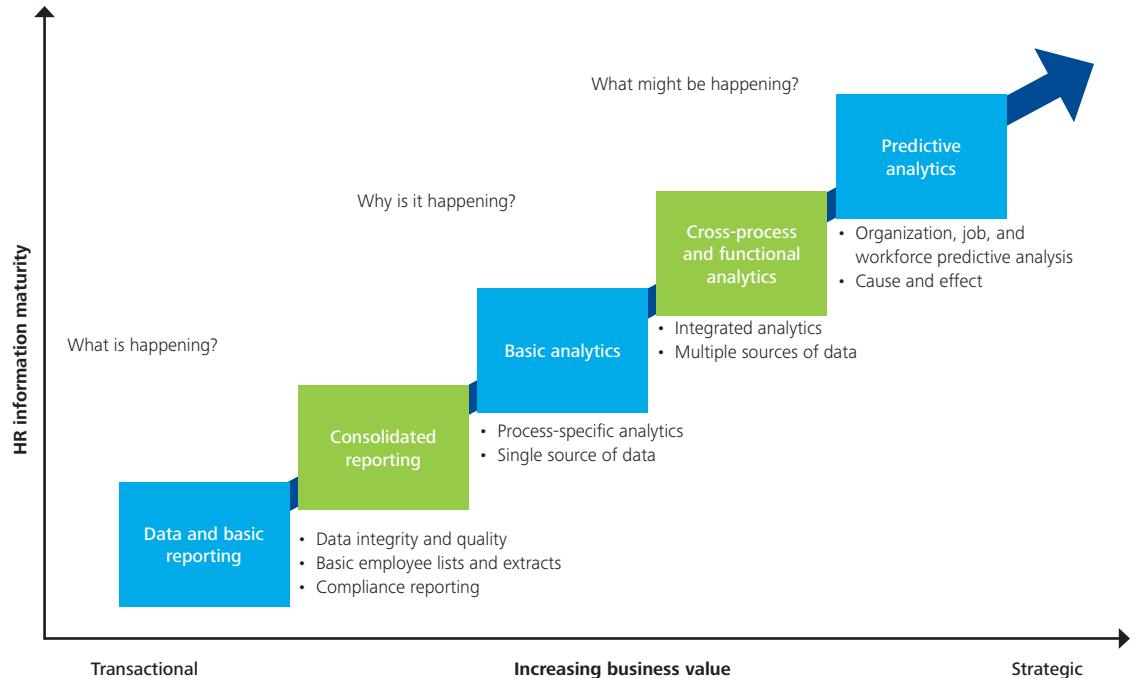 What might be happening?
Predictive
analytics
• Organization, job, and
workforce predictive analysis
• Cause and effect
Why is it happening?
Cross-process
and functional
analytics
• Integrated analytics
• Multiple sources of data
What is happening?
Basic analytics
• Process-specific analytics
• Single source of data
Consolidated
reporting
Data and basic
reporting
• Data integrity and quality
• Basic employee lists and extracts
• Compliance reporting
HR information maturity
Transactional
Increasing business value
Strategic